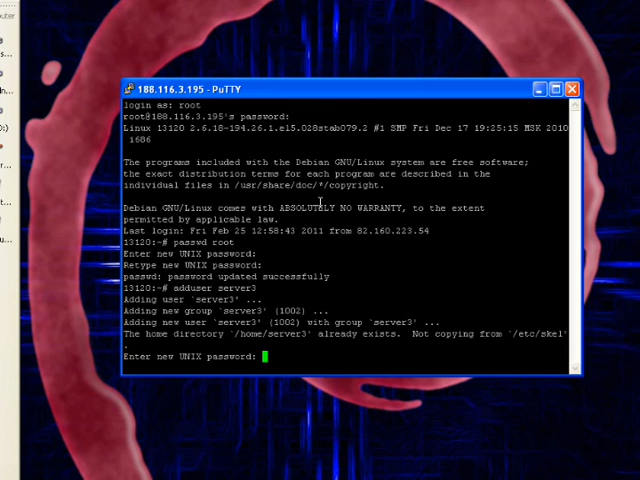 188.116.3.195 - PuTTY
login as: root
root@188.116.3.195's password:
Linux 13120 2.6.18-194.26.1.el5.028stab079.2 #1 SMP Fri Dec 17 19:25:15 MSK 2010
i686
The programs included with the Debian GNU/Linux system are free software;
the exact distribution terms for each program are described in the
individual files in /usr/share/doc/*/copyright.
Debian GNU/Linux comes with ABSOLUTELY NO WARRANTY, to the extent
permitted by applicable law.
Last login: Fri Feb 25 12:58:43 2011 from 82.160.223.54
13120:~# passwd root
Enter new UNIX password:
Retype new UNIX password:
passwd: password updated successfully
13120:~# adduser server3
Adding user `server3' ...
Adding new group `server3' (1002) ...
Adding new user `server3' (1002) with group `server3' ...
The home directory `/home/server3' already exists.  Not copying from `/etc/skel'
.
Enter new UNIX password: